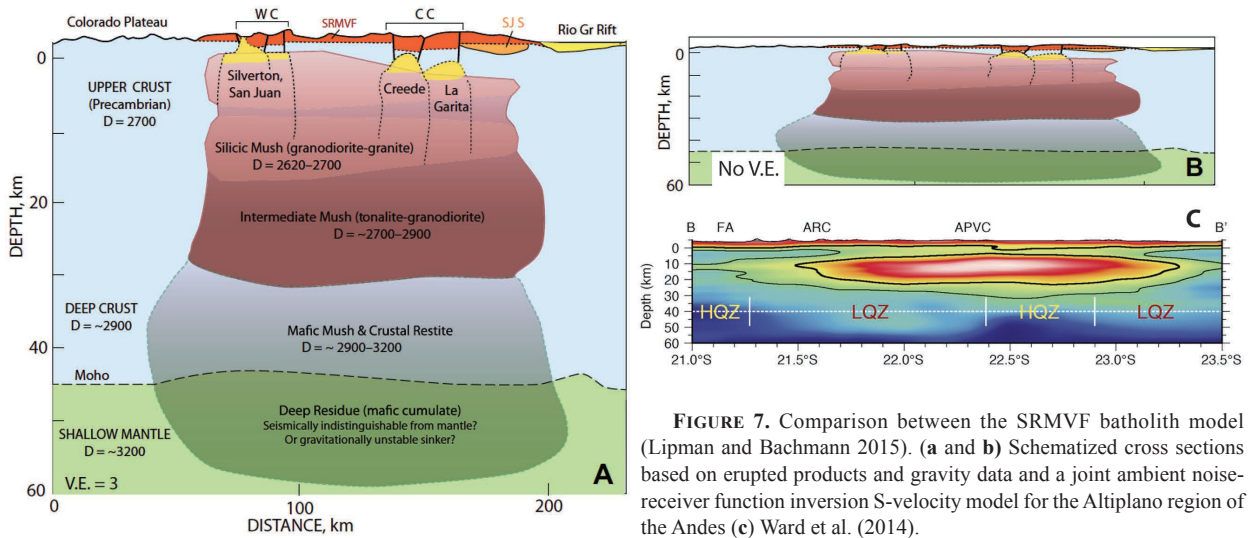 Colorado Plateau
W C
SRMVF
C C
SJ S
Rio Gr Rift
0
20
40
60
DEPTH, km
UPPER CRUST
(Precambrian)
D = 2700
Silverton,
San Juan
Creede
La
Garita
Silicic Mush (granodiorite-granite)
D = 2620–2700
Intermediate Mush (tonalite-granodiorite)
D = ~2700-2900
DEEP CRUST
D = ~2900
Mafic Mush & Crustal Restite
D = ~ 2900–3200
Moho
Deep Residue (mafic cumulate)
Seismically indistinguishable from mantle?
Or gravitationally unstable sinker?
SHALLOW MANTLE
D = ~3200
V.E. = 3
A
0
100
200
DISTANCE, km
DEPTH, km
0
60
No V.E.
B
C
B
FA
ARC
APVC
B'
Depth (km)
0
10
20
30
40
50
60
HQZ
LQZ
HQZ
LQZ
21.0°S
21.5°S
22.0°S
22.5°S
23.0°S
23.5°S
FIGURE 7. Comparison between the SRMVF batholith model
(Lipman and Bachmann 2015). (a and b) Schematized cross sections
based on erupted products and gravity data and a joint ambient noise-
receiver function inversion S-velocity model for the Altiplano region of
the Andes (c) Ward et al. (2014).